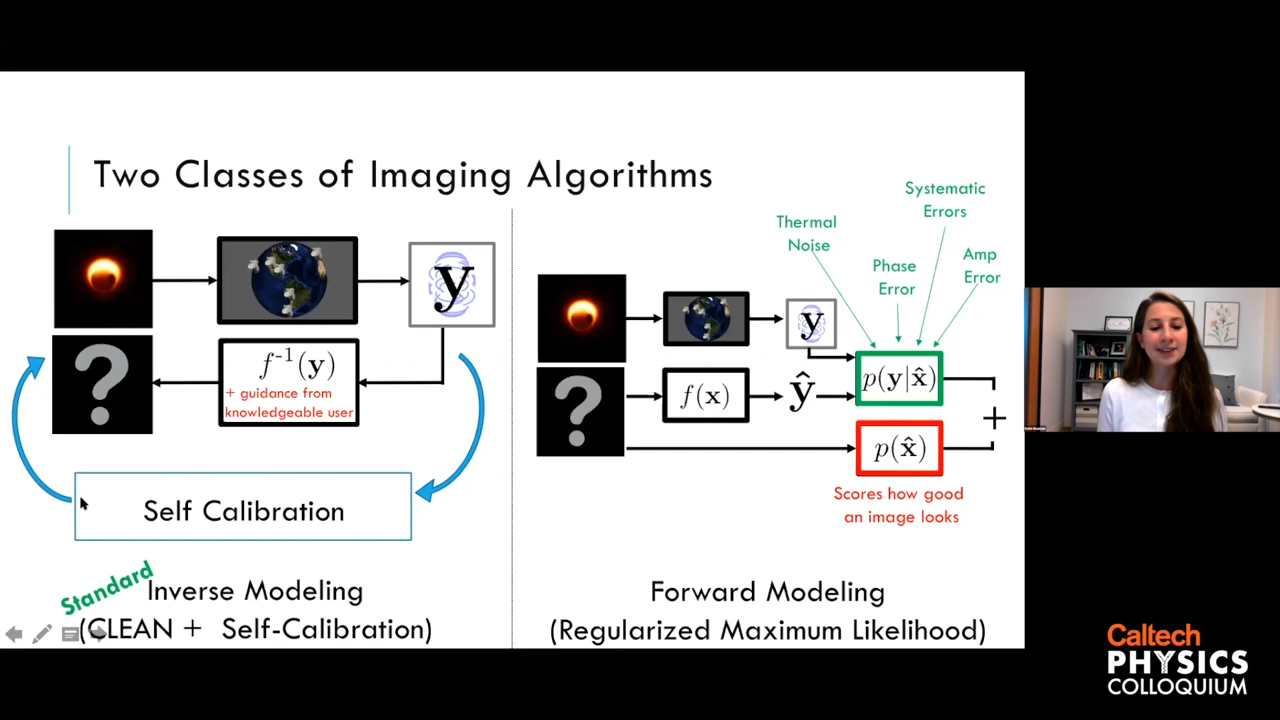 Two Classes of Imaging Algorithms
y
f⁻¹(y)
+ guidance from
knowledgeable user
?
Self Calibration
Standard
Inverse Modeling
(CLEAN + Self-Calibration)
Systematic
Errors
Thermal
Noise
Phase
Error
Amp
Error
y
?
f(x)
ŷ
p(y|x̂)
+
p(x̂)
Scores how good
an image looks
Forward Modeling
(Regularized Maximum Likelihood)
Caltech
PHYSICS
COLLOQUIUM